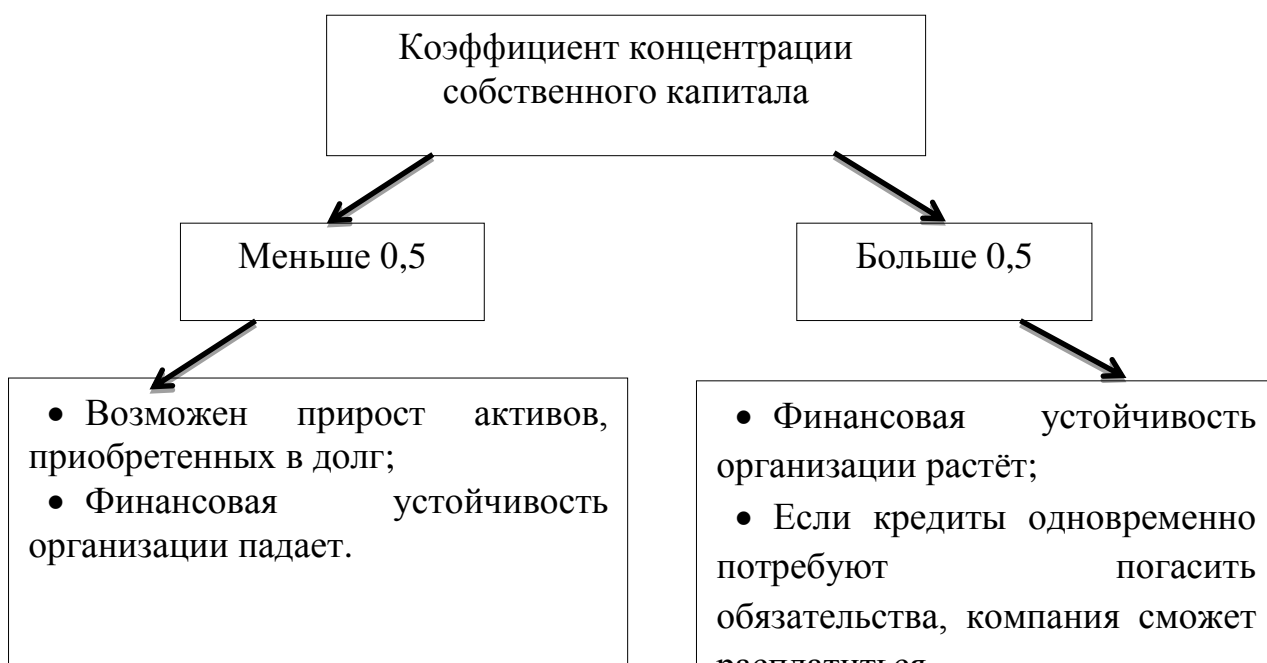 Коэффициент концентрации
собственного капитала
Меньше 0,5
Больше 0,5
• Возможен прирост активов,
приобретенных в долг;
• Финансовая устойчивость
организации падает.
• Финансовая устойчивость
организации растёт;
• Если кредиты одновременно
потребуют погасить
обязательства, компания сможет
расплатиться